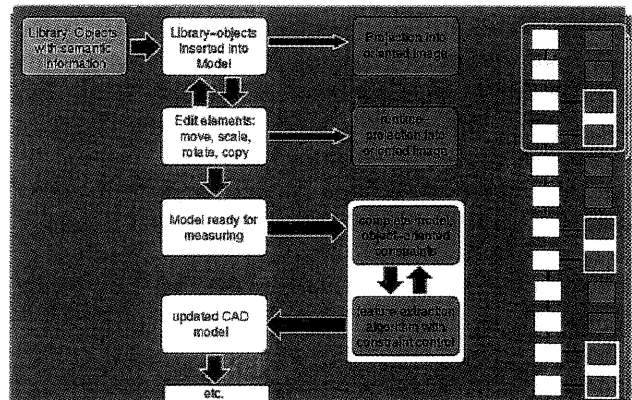 Library Objects
with semantic
Information
Library-objects
Inserted into
Model
Projection into
oriented Image
Edit elements:
move, scale,
rotate, copy
runtime
projection into
oriented Image
Model ready for
measuring
complete model
object-oriented
constraints
updated CAD
model
feature extraction
algorithm with
constraint control
etc.